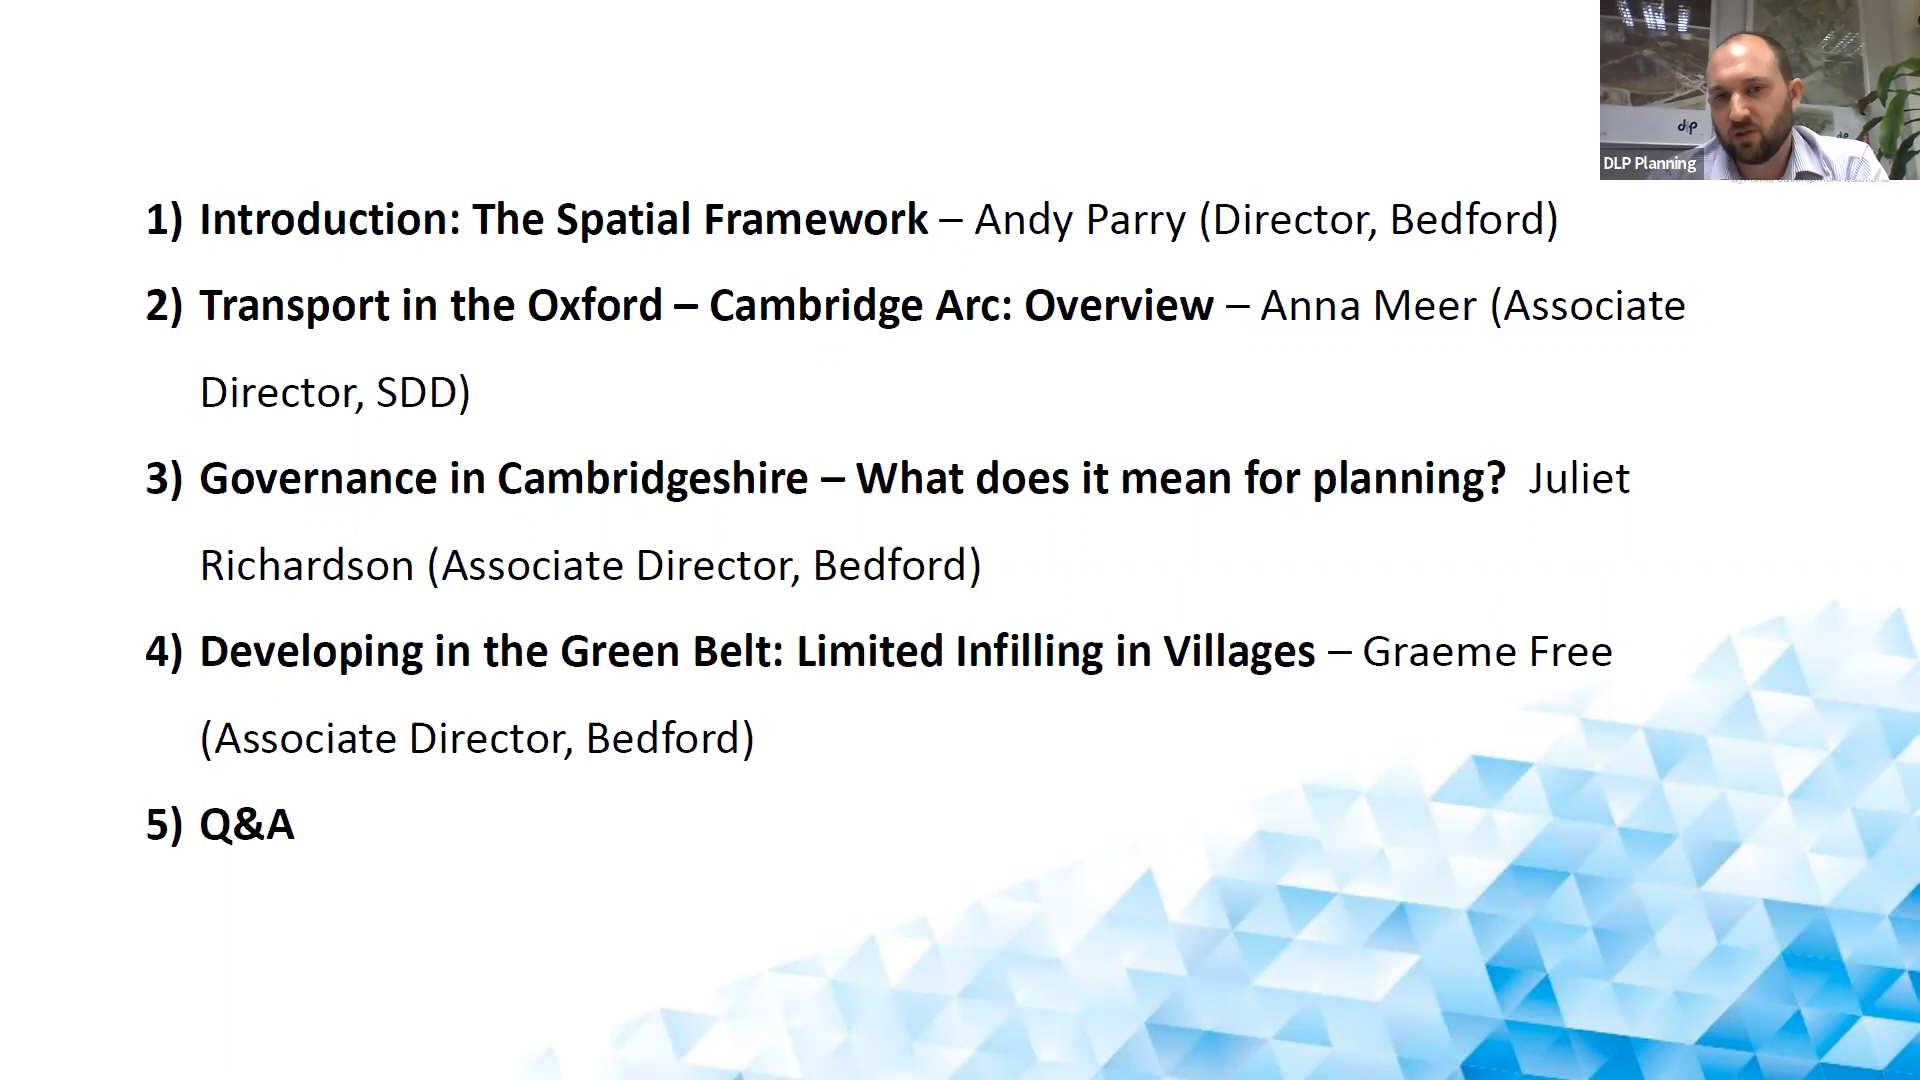 dlp
DLP Planning
1) Introduction: The Spatial Framework – Andy Parry (Director, Bedford)
2) Transport in the Oxford – Cambridge Arc: Overview – Anna Meer (Associate
Director, SDD)
3) Governance in Cambridgeshire – What does it mean for planning? Juliet
Richardson (Associate Director, Bedford)
4) Developing in the Green Belt: Limited Infilling in Villages – Graeme Free
(Associate Director, Bedford)
5) Q&A